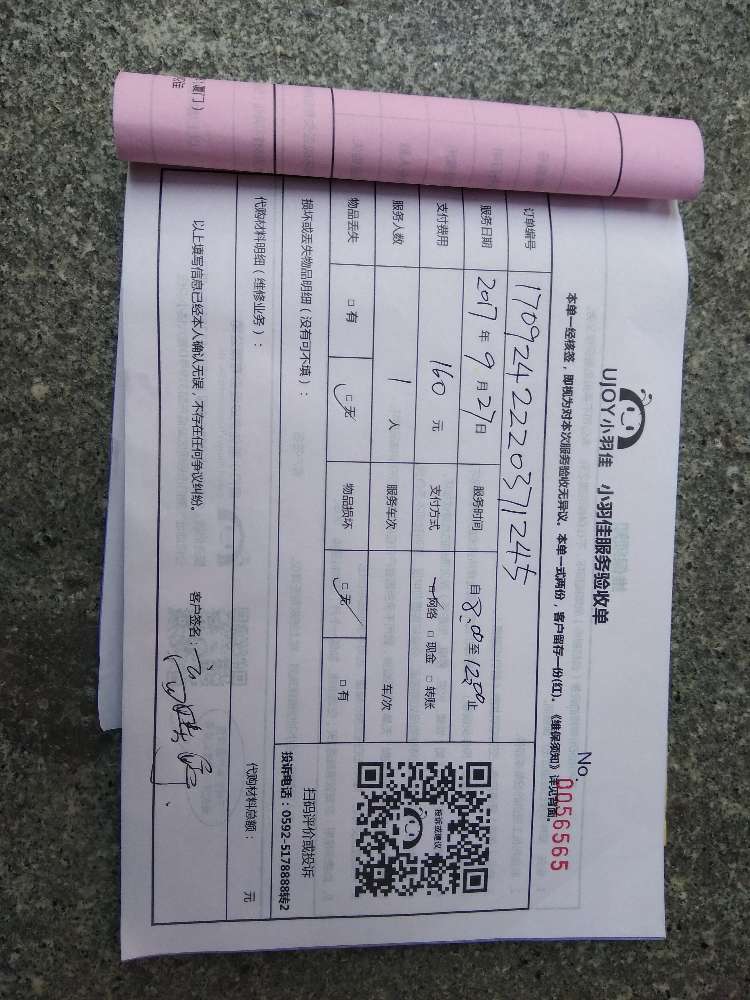 UJOY小羽佳 小羽佳服务验收单
No. 0056565
本单一经核签，即视为对本次服务验收无异议。本单一式两份，客户留存一份(红)。《维保须知》详见背面。
订单编号 1709242220371245
服务日期 2017 年 9 月 27 日 服务时间 自 8:00 至 12:00 止
支付费用 160 元 支付方式 □网络 □现金 □转账
服务人数 1 人 服务车次 车/次
物品丢失 □有 □无 物品损坏 □无 □有
损坏或丢失物品明细（没有可不填）：
投诉或建议
扫码评价或投诉
投诉电话：0592-5178888转2
代购材料明细（维修业务）： 代购材料总额： 元
以上填写信息已经本人确认无误，不存在任何争议纠纷。
客户签名：